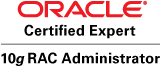 ORACLE®
Certified Expert
10g RAC Administrator